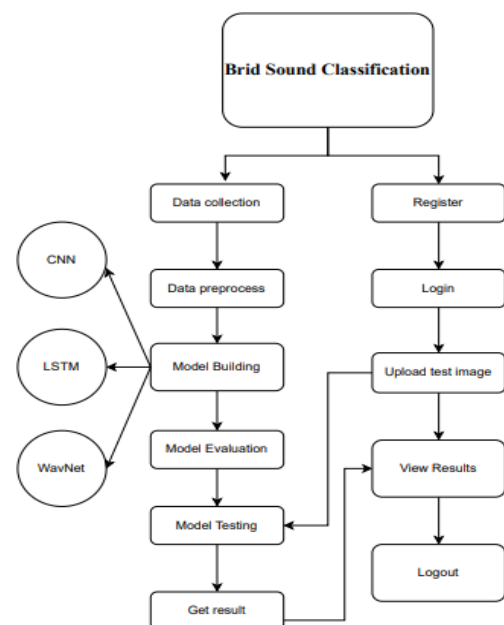 Brid Sound Classification
Data collection
Register
CNN
Data preprocess
Login
LSTM
Model Building
Upload test image
WavNet
Model Evaluation
View Results
Model Testing
Logout
Get result